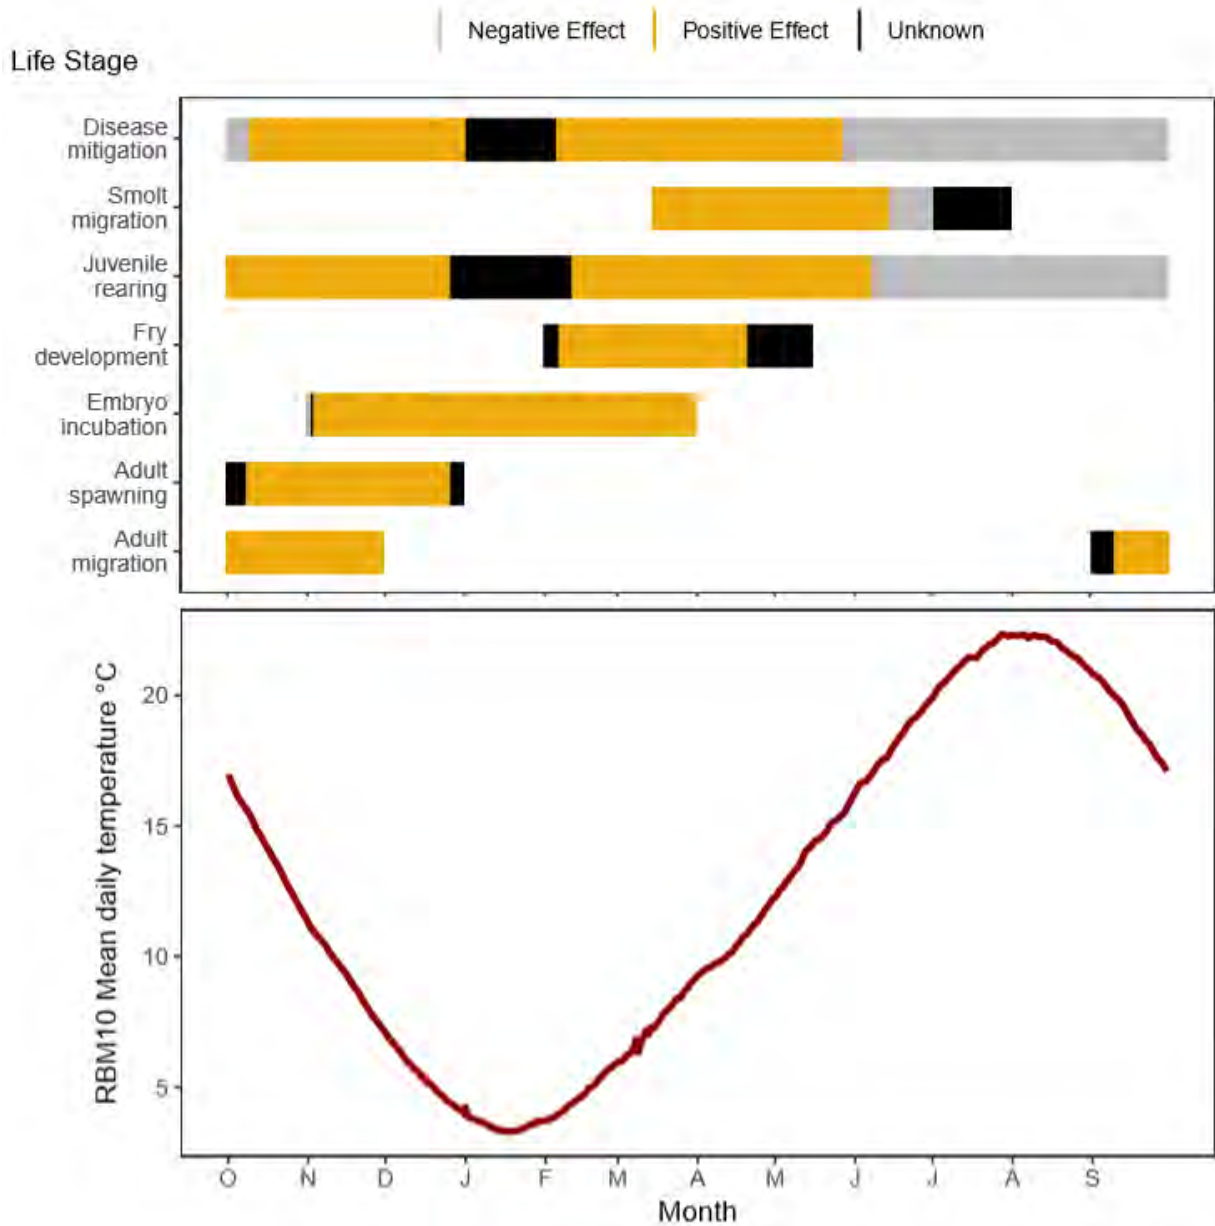 Negative Effect Positive Effect Unknown
Life Stage
Disease
mitigation
Smolt
migration
Juvenile
rearing
Fry
development
Embryo
incubation
Adult
spawning
Adult
migration
RBM10 Mean daily temperature °C
20
15
10
5
O N D J F M A M J J A S
Month